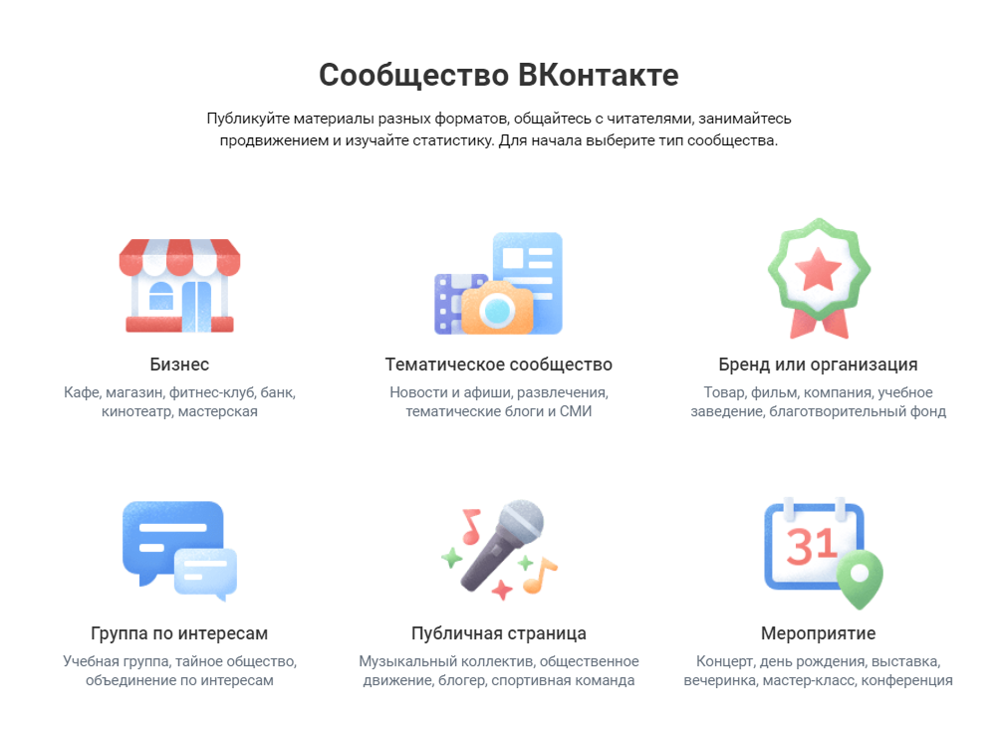 Сообщество ВКонтакте
Публикуйте материалы разных форматов, общайтесь с читателями, занимайтесь
продвижением и изучайте статистику. Для начала выберите тип сообщества.
Бизнес
Кафе, магазин, фитнес-клуб, банк,
кинотеатр, мастерская
Тематическое сообщество
Новости и афиши, развлечения,
тематические блоги и СМИ
Бренд или организация
Товар, фильм, компания, учебное
заведение, благотворительный фонд
31
Группа по интересам
Учебная группа, тайное общество,
объединение по интересам
Публичная страница
Музыкальный коллектив, общественное
движение, блогер, спортивная команда
Мероприятие
Концерт, день рождения, выставка,
вечеринка, мастер-класс, конференция